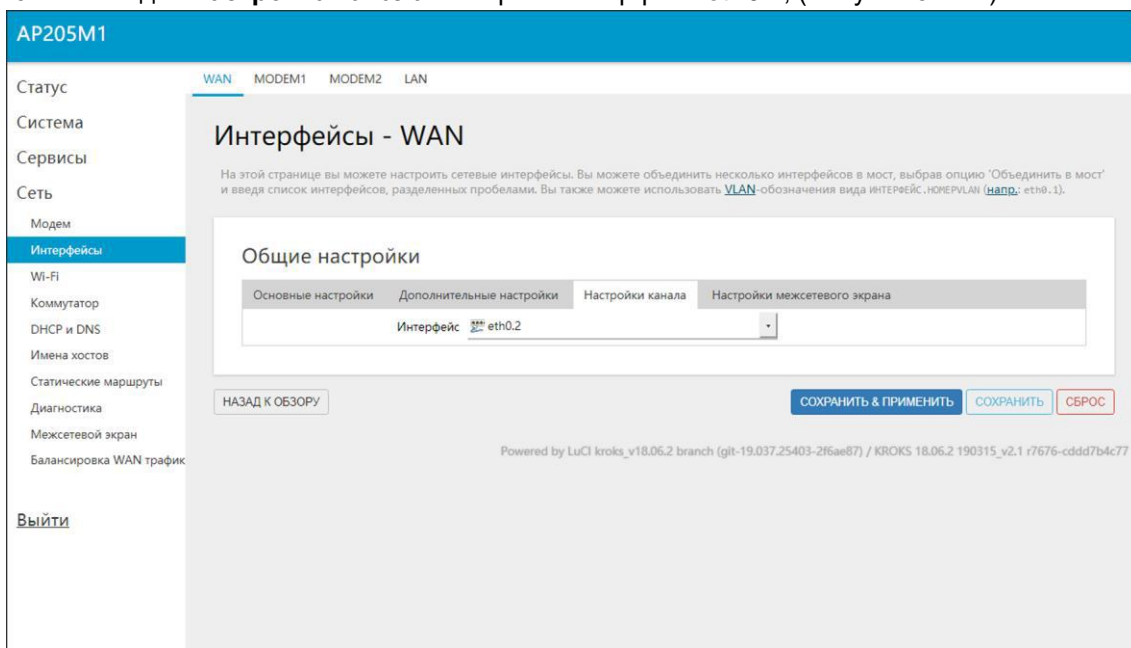 AP205M1
WAN MODEM1 MODEM2 LAN
Статус
Система
Сервисы
Сеть
Модем
Интерфейсы
Wi-Fi
Коммутатор
DHCP и DNS
Имена хостов
Статические маршруты
Диагностика
Межсетевой экран
Балансировка WAN трафик
Выйти
Интерфейсы - WAN
На этой странице вы можете настроить сетевые интерфейсы. Вы можете объединить несколько интерфейсов в мост, выбрав опцию 'Объединить в мост'
и введя список интерфейсов, разделенных пробелами. Вы также можете использовать VLAN-обозначения вида ИНТЕРФЕЙС.НОМЕРVLAN (напр.: eth0.1).
Общие настройки
Основные настройки Дополнительные настройки Настройки канала Настройки межсетевого экрана
Интерфейс eth0.2
НАЗАД К ОБЗОРУ СОХРАНИТЬ & ПРИМЕНИТЬ СОХРАНИТЬ СБРОС
Powered by LuCI kroks_v18.06.2 branch (git-19.037.25403-2f6ae87) / KROKS 18.06.2 190315_v2.1 r7676-cddd7b4c77